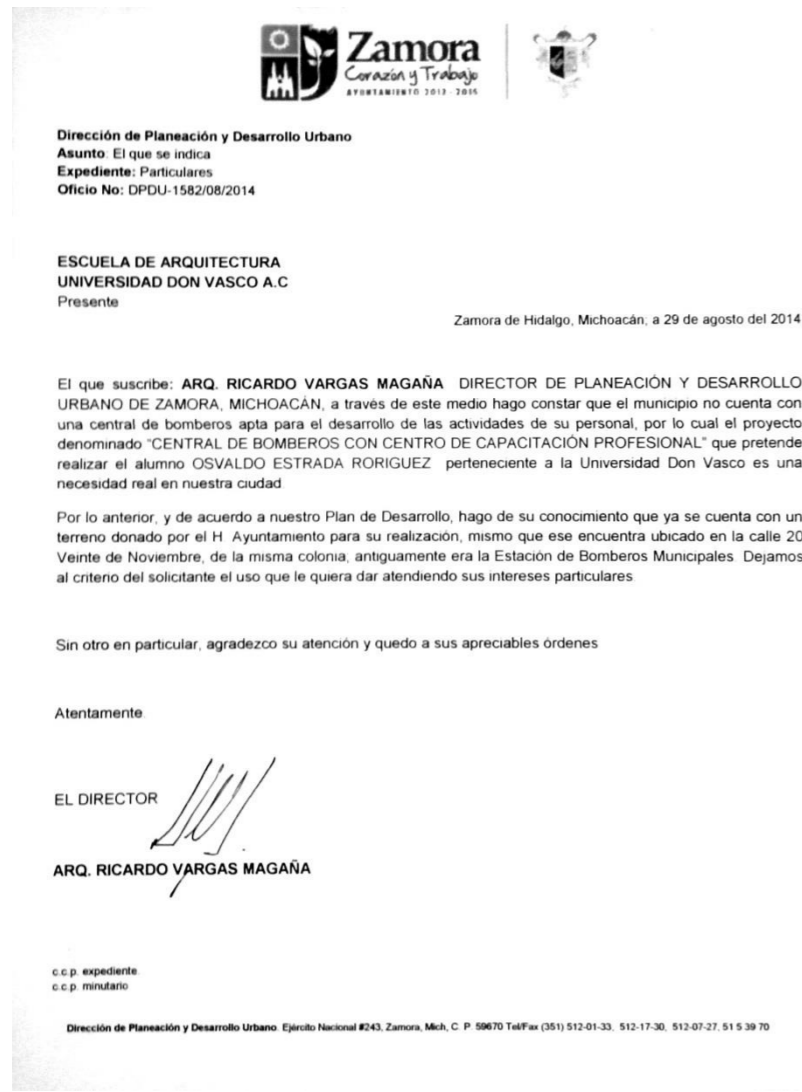 Zamora
Corazón y Trabajo
AYUNTAMIENTO 2012 - 2015
Dirección de Planeación y Desarrollo Urbano
Asunto: El que se indica
Expediente: Particulares
Oficio No: DPDU-1582/08/2014
ESCUELA DE ARQUITECTURA
UNIVERSIDAD DON VASCO A.C
Presente
Zamora de Hidalgo, Michoacán; a 29 de agosto del 2014
El que suscribe: ARQ. RICARDO VARGAS MAGAÑA DIRECTOR DE PLANEACIÓN Y DESARROLLO
URBANO DE ZAMORA, MICHOACÁN, a través de este medio hago constar que el municipio no cuenta con
una central de bomberos apta para el desarrollo de las actividades de su personal, por lo cual el proyecto
denominado "CENTRAL DE BOMBEROS CON CENTRO DE CAPACITACIÓN PROFESIONAL" que pretende
realizar el alumno OSVALDO ESTRADA RORIGUEZ perteneciente a la Universidad Don Vasco es una
necesidad real en nuestra ciudad
Por lo anterior, y de acuerdo a nuestro Plan de Desarrollo, hago de su conocimiento que ya se cuenta con un
terreno donado por el H. Ayuntamiento para su realización, mismo que ese encuentra ubicado en la calle 20
Veinte de Noviembre, de la misma colonia, antiguamente era la Estación de Bomberos Municipales. Dejamos
al criterio del solicitante el uso que le quiera dar atendiendo sus intereses particulares
Sin otro en particular, agradezco su atención y quedo a sus apreciables órdenes
Atentamente
EL DIRECTOR
ARQ. RICARDO VARGAS MAGAÑA
c.c.p. expediente
c.c.p. minutario
Dirección de Planeación y Desarrollo Urbano. Ejército Nacional #243, Zamora, Mich, C. P. 59670 Tel/Fax (351) 512-01-33, 512-17-30, 512-07-27, 51 5 39 70